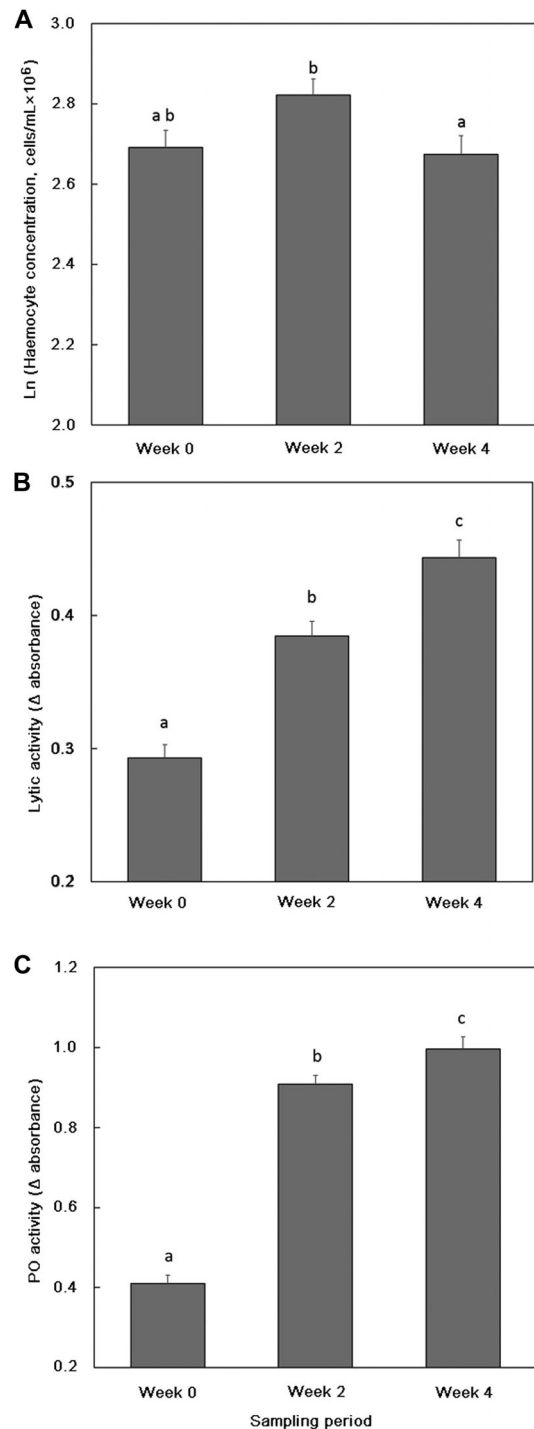 A
Ln (Haemocyte concentration, cells/mL×10⁶)
3.0
2.8
2.6
2.4
2.2
2.0
a b
b
a
Week 0 Week 2 Week 4
B
Lytic activity (Δ absorbance)
0.5
0.4
0.3
0.2
a
b
c
Week 0 Week 2 Week 4
C
PO activity (Δ absorbance)
1.2
1.0
0.8
0.6
0.4
0.2
a
b
c
Week 0 Week 2 Week 4
Sampling period